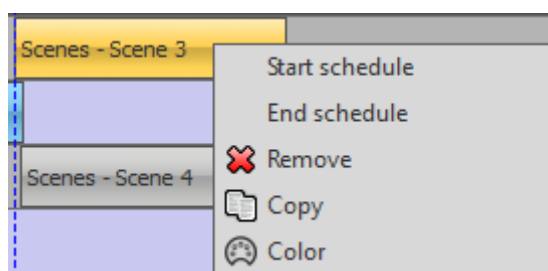 Scenes - Scene 3
Start schedule
End schedule
Remove
Scenes - Scene 4
Copy
Color